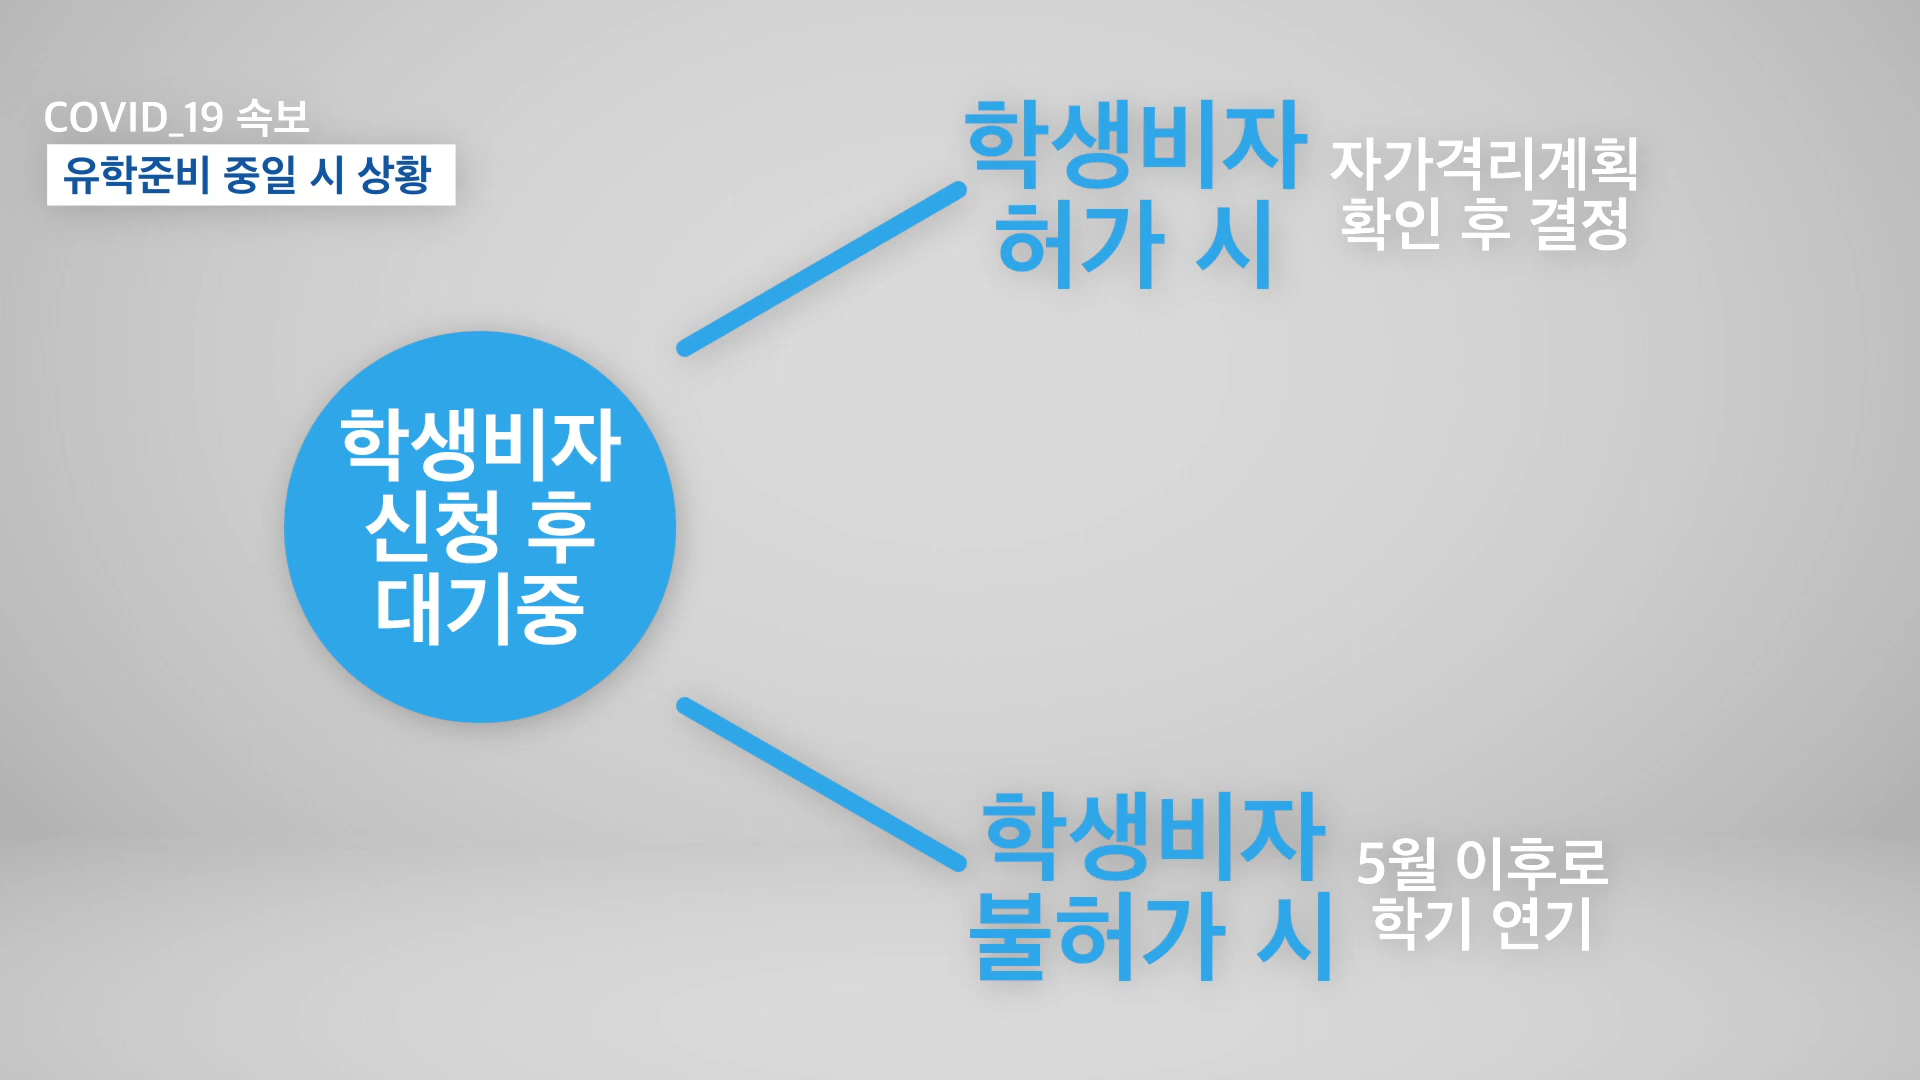 COVID_19 속보
유학준비 중일 시 상황
학생비자
신청 후
대기중
학생비자
허가 시
자가격리계획
확인 후 결정
학생비자
불허가 시
5월 이후로
학기 연기